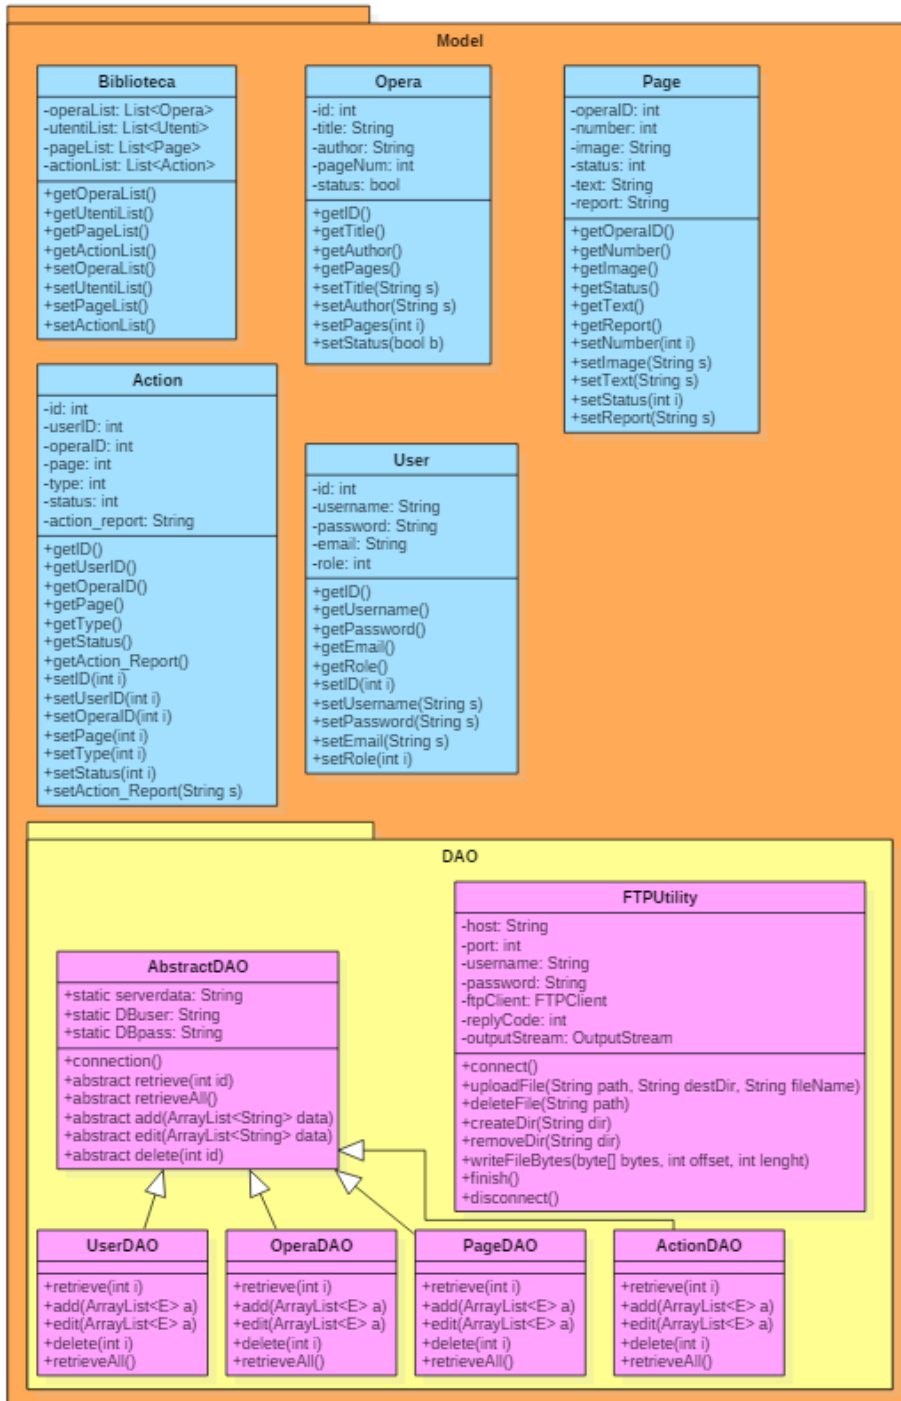 Model
Biblioteca
-operaList: List<Opera>
-utentiList: List<Utenti>
-pageList: List<Page>
-actionList: List<Action>
+getOperaList()
+getUtentiList()
+getPageList()
+getActionList()
+setOperaList()
+setUtentiList()
+setPageList()
+setActionList()
Opera
-id: int
-title: String
-author: String
-pageNum: int
-status: bool
+getID()
+getTitle()
+getAuthor()
+getPages()
+setTitle(String s)
+setAuthor(String s)
+setPages(int i)
+setStatus(bool b)
Page
-operaID: int
-number: int
-image: String
-status: int
-text: String
-report: String
+getOperaID()
+getNumber()
+getImage()
+getStatus()
+getText()
+getReport()
+setNumber(int i)
+setImage(String s)
+setText(String s)
+setStatus(int i)
+setReport(String s)
Action
-id: int
-userID: int
-operaID: int
-page: int
-type: int
-status: int
-action_report: String
+getID()
+getUserID()
+getOperaID()
+getPage()
+getType()
+getStatus()
+getAction_Report()
+setID(int i)
+setUserID(int i)
+setOperaID(int i)
+setPage(int i)
+setType(int i)
+setStatus(int i)
+setAction_Report(String s)
User
-id: int
-username: String
-password: String
-email: String
-role: int
+getID()
+getUsername()
+getPassword()
+getEmail()
+getRole()
+setID(int i)
+setUsername(String s)
+setPassword(String s)
+setEmail(String s)
+setRole(int i)
DAO
AbstractDAO
+static serverdata: String
+static DBuser: String
+static DBpass: String
+connection()
+abstract retrieve(int id)
+abstract retrieveAll()
+abstract add(ArrayList<String> data)
+abstract edit(ArrayList<String> data)
+abstract delete(int id)
FTPUtility
-host: String
-port: int
-username: String
-password: String
-ftpClient: FTPClient
-replyCode: int
-outputStream: OutputStream
+connect()
+uploadFile(String path, String destDir, String fileName)
+deleteFile(String path)
+createDir(String dir)
+removeDir(String dir)
+writeFileBytes(byte[] bytes, int offset, int lenght)
+finish()
+disconnect()
UserDAO
+retrieve(int i)
+add(ArrayList<E> a)
+edit(ArrayList<E> a)
+delete(int i)
+retrieveAll()
OperaDAO
+retrieve(int i)
+add(ArrayList<E> a)
+edit(ArrayList<E> a)
+delete(int i)
+retrieveAll()
PageDAO
+retrieve(int i)
+add(ArrayList<E> a)
+edit(ArrayList<E> a)
+delete(int i)
+retrieveAll()
ActionDAO
+retrieve(int i)
+add(ArrayList<E> a)
+edit(ArrayList<E> a)
+delete(int i)
+retrieveAll()